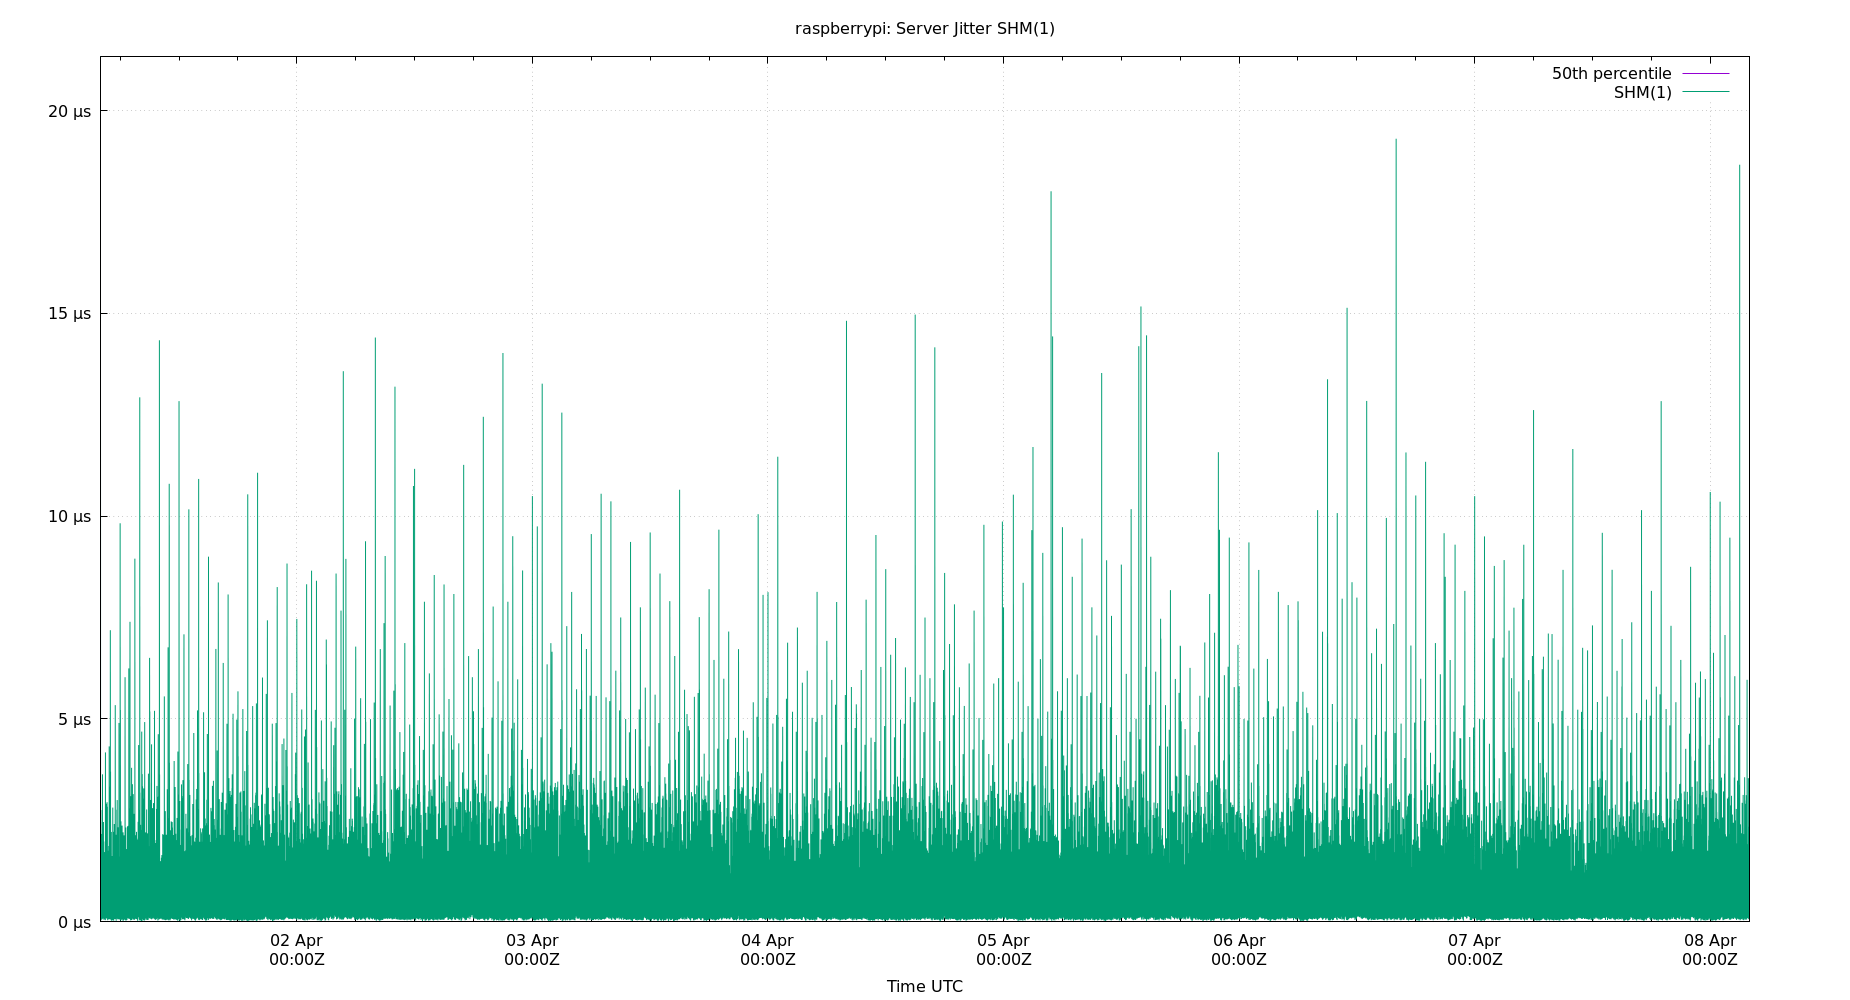 raspberrypi: Server Jitter SHM(1)
50th percentile
SHM(1)
20 µs
15 µs
10 µs
5 µs
0 µs
02 Apr 03 Apr 04 Apr 05 Apr 06 Apr 07 Apr 08 Apr
00:00Z 00:00Z 00:00Z 00:00Z 00:00Z 00:00Z 00:00Z
Time UTC